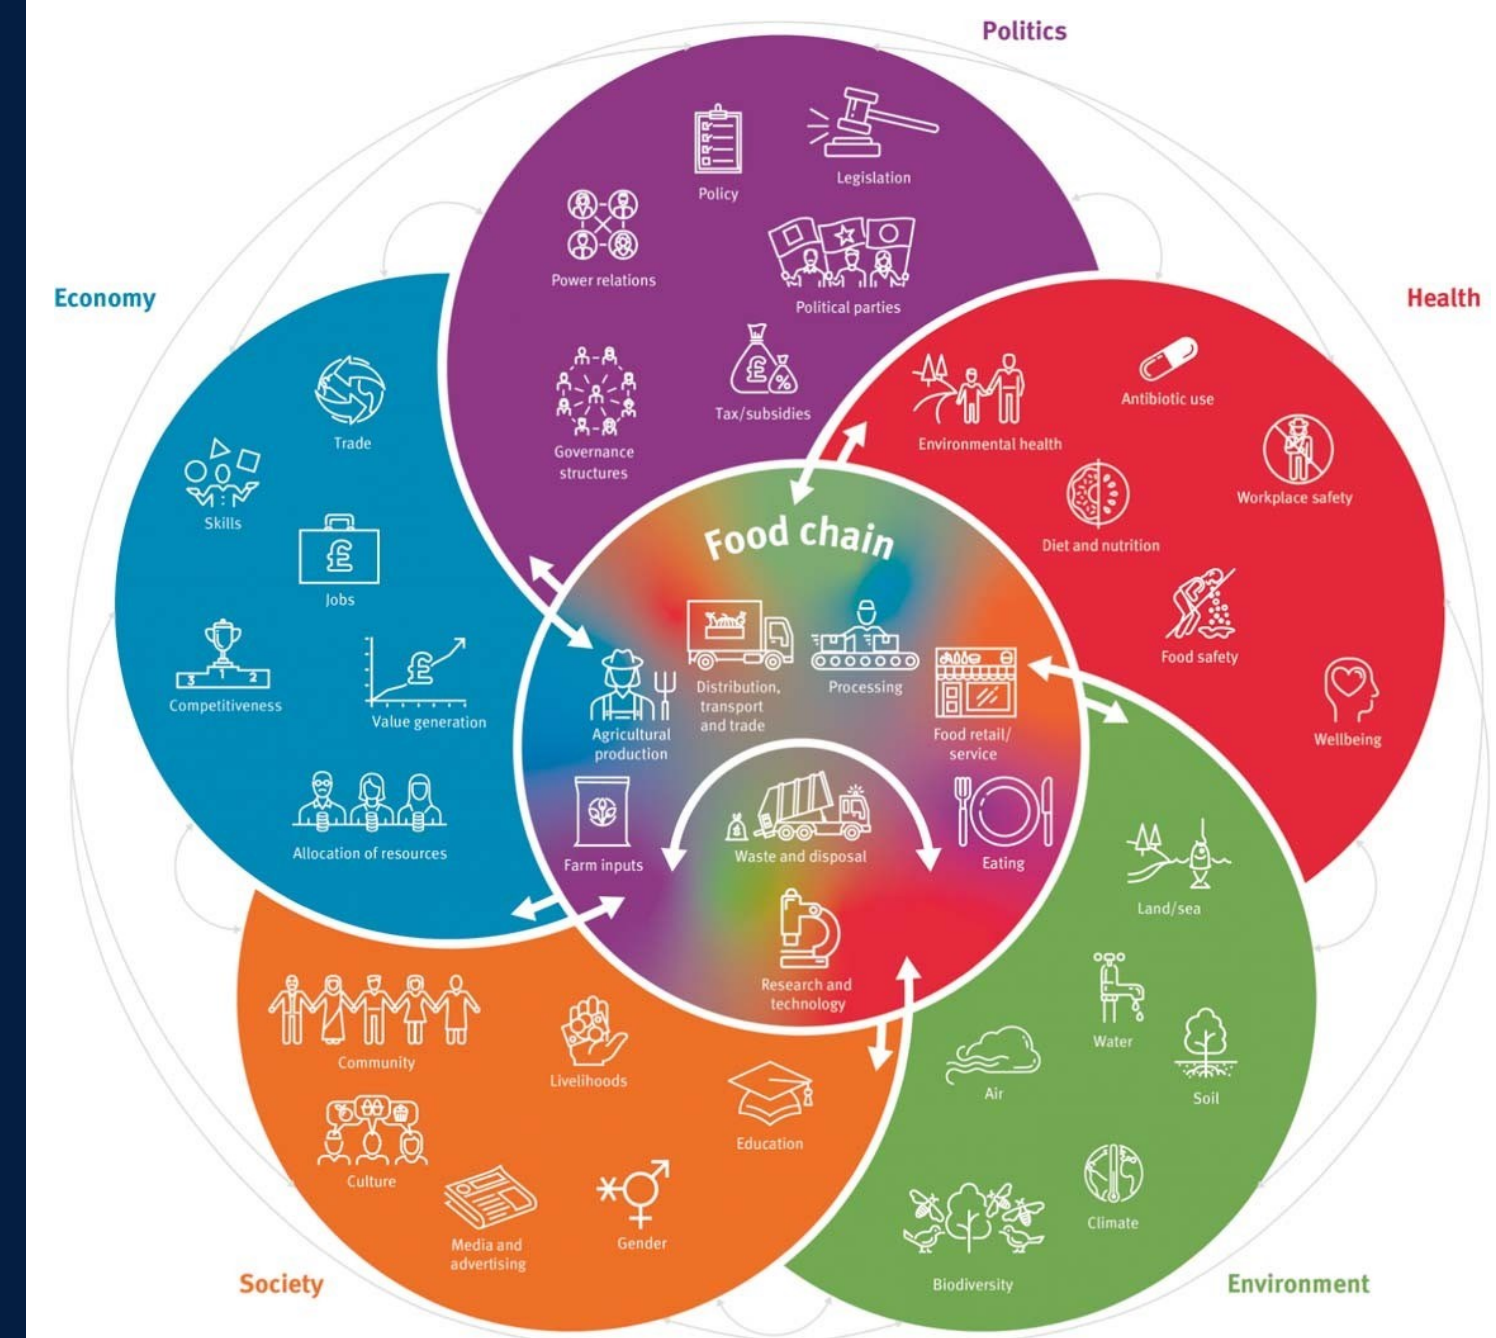 Politics
Policy
Legislation
Power relations
Political parties
£
%
Tax/subsidies
Governance
structures
Economy
Trade
Skills
£
Jobs
3
1
2
Competitiveness
£
Value generation
Allocation of resources
Health
Environmental health
Antibiotic use
Workplace safety
Diet and nutrition
Food safety
Wellbeing
Food chain
Distribution,
transport
and trade
Processing
Agricultural
production
Food retail/
service
Farm inputs
Waste and disposal
Eating
Research and
technology
Society
Community
Livelihoods
Education
Culture
Media and
advertising
Gender
Environment
Land/sea
Water
Air
Soil
Climate
Biodiversity